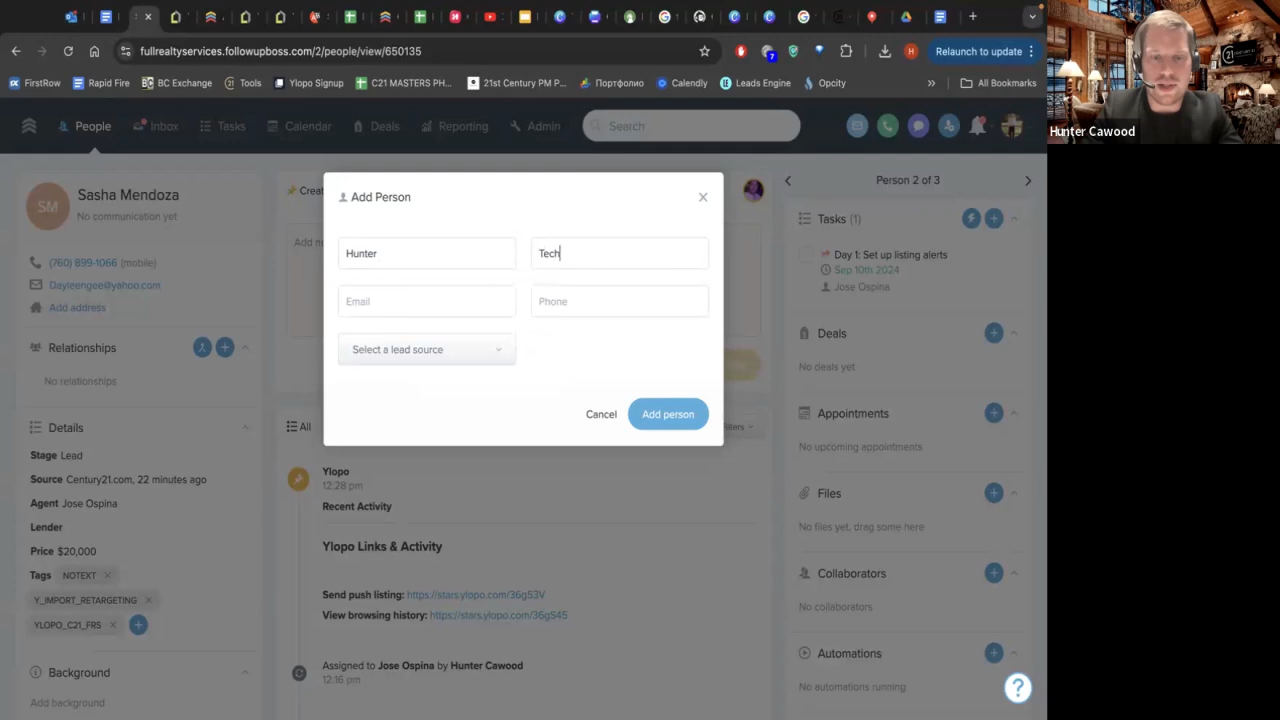 fullrealtyservices.followupboss.com/2/people/view/650135
7
H
Relaunch to update
FirstRow
Rapid Fire
BC Exchange
Tools
Ylopo Signup
C21 MASTERS PH...
21st Century PM P...
Портфолио
Calendly
Leads Engine
Opcity
»
All Bookmarks
People
Inbox
Tasks
Calendar
Deals
Reporting
Admin
Search
Hunter Cawood
SM
Sasha Mendoza
No communication yet
(760) 899-1066 (mobile)
Dayleengee@yahoo.com
Add address
Relationships
No relationships
Details
Stage Lead
Source Century21.com, 22 minutes ago
Agent Jose Ospina
Lender
Price $20,000
Tags NOTEXT
Y_IMPORT_RETARGETING
YLOPO_C21_FRS
Background
Add background
Creat
Add ne
Add Person
Hunter
Tech
Email
Phone
Select a lead source
Cancel
Add person
All
ilters
Ylopo
12:28 pm
Recent Activity
Ylopo Links & Activity
Send push listing: https://stars.ylopo.com/36gS3V
View browsing history: https://stars.ylopo.com/36gS45
Assigned to Jose Ospina by Hunter Cawood
12:16 pm
Person 2 of 3
Tasks (1)
Day 1: Set up listing alerts
Sep 10th 2024
Jose Ospina
Deals
No deals yet
Appointments
No upcoming appointments
Files
No files yet, drag some here
Collaborators
No collaborators
Automations
No automations running
?